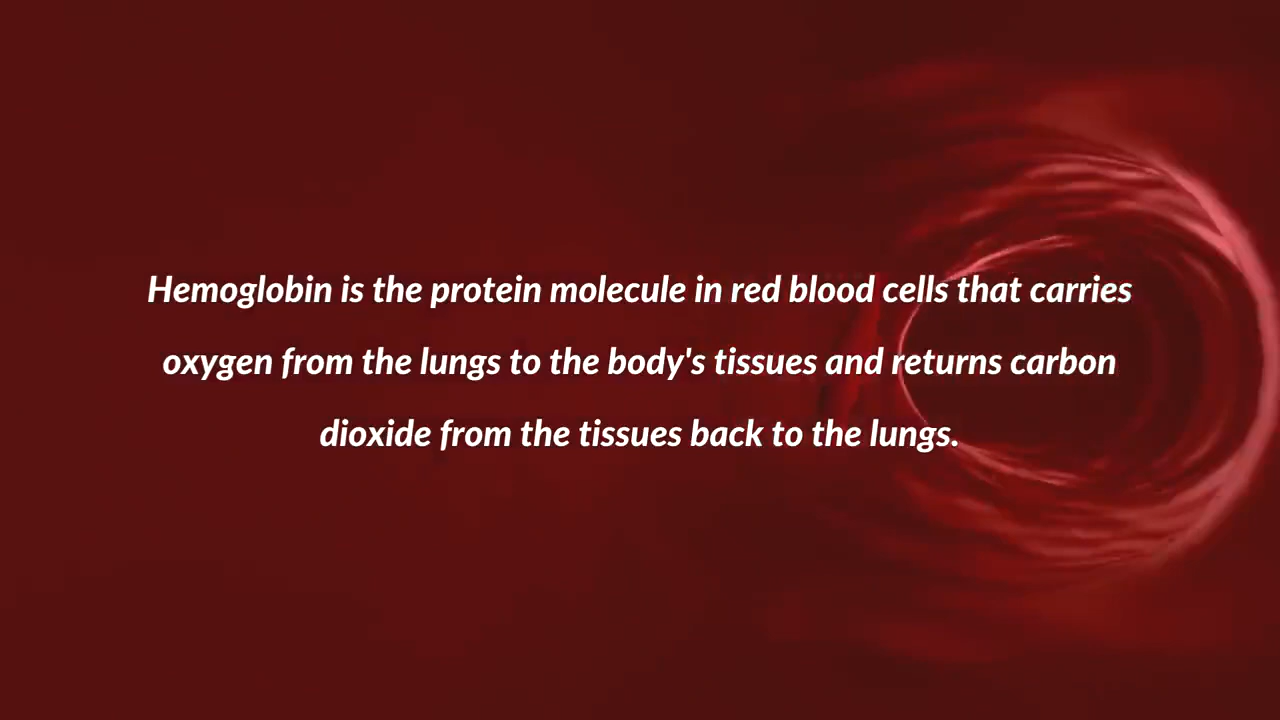 Hemoglobin is the protein molecule in red blood cells that carries
oxygen from the lungs to the body's tissues and returns carbon
dioxide from the tissues back to the lungs.